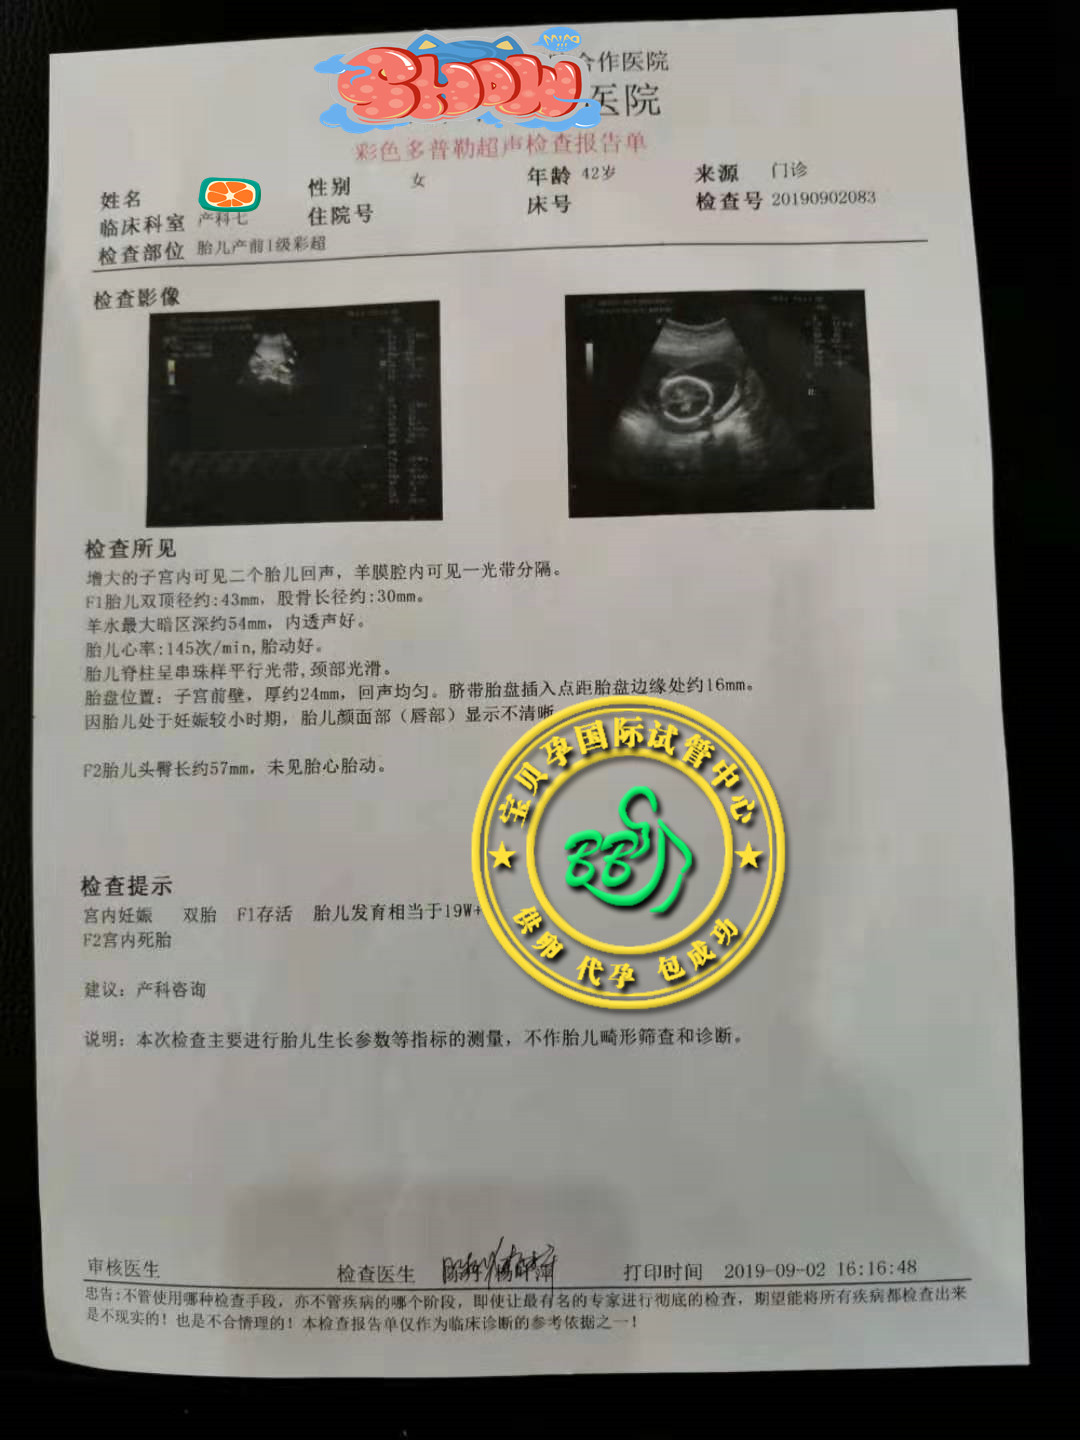 SHOW
合作医院
医院
彩色多普勒超声检查报告单
姓名 性别 女 年龄 42岁 来源 门诊
临床科室 产科七 住院号 床号 检查号 20190902083
检查部位 胎儿产前I级彩超
检查影像
检查所见
增大的子宫内可见二个胎儿回声，羊膜腔内可见一光带分隔。
F1胎儿双顶径约:43mm，股骨长径约:30mm。
羊水最大暗区深约54mm，内透声好。
胎儿心率:145次/min,胎动好。
胎儿脊柱呈串珠样平行光带,颈部光滑。
胎盘位置：子宫前壁，厚约24mm，回声均匀。脐带胎盘插入点距胎盘边缘处约16mm。
因胎儿处于妊娠较小时期，胎儿颜面部（唇部）显示不清晰
F2胎儿头臀长约57mm，未见胎心胎动。
宝贝孕国际试管中心
BB
供卵 代孕 包成功
检查提示
宫内妊娠 双胎 F1存活 胎儿发育相当于19W+
F2宫内死胎
建议：产科咨询
说明：本次检查主要进行胎儿生长参数等指标的测量，不作胎儿畸形筛查和诊断。
审核医生 检查医生 打印时间 2019-09-02 16:16:48
忠告:不管使用哪种检查手段，亦不管疾病的哪个阶段，即使让最有名的专家进行彻底的检查，期望能将所有疾病都检查出来
是不现实的！也是不合情理的！本检查报告单仅作为临床诊断的参考依据之一！